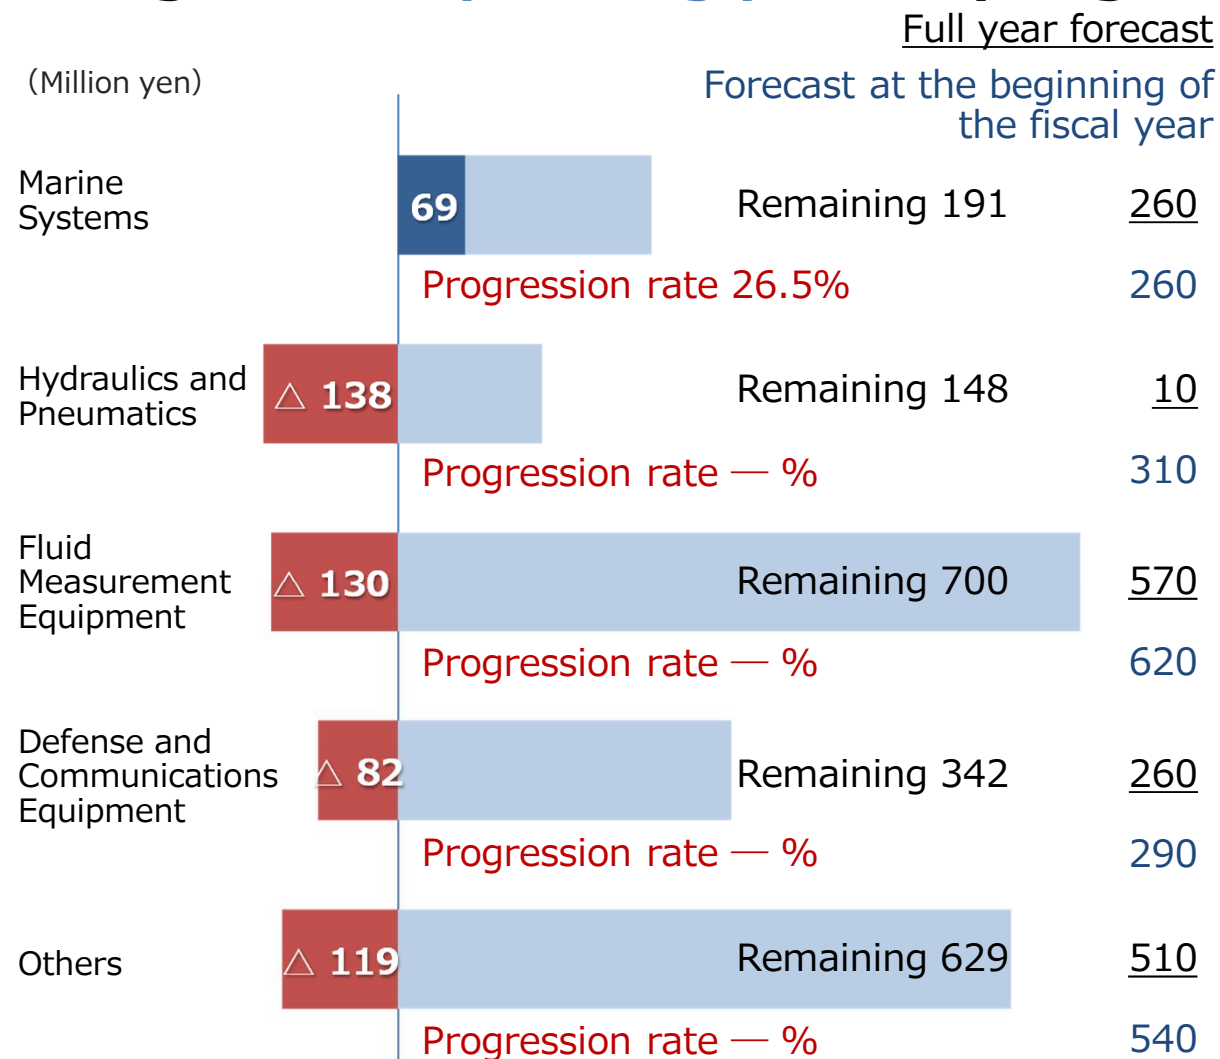 Full year forecast
（Million yen）
Forecast at the beginning of
the fiscal year
Marine
Systems
69
Remaining 191
260
Progression rate 26.5%
260
Hydraulics and
Pneumatics
△ 138
Remaining 148
10
Progression rate — %
310
Fluid
Measurement
Equipment
△ 130
Remaining 700
570
Progression rate — %
620
Defense and
Communications
Equipment
△ 82
Remaining 342
260
Progression rate — %
290
Others
△ 119
Remaining 629
510
Progression rate — %
540